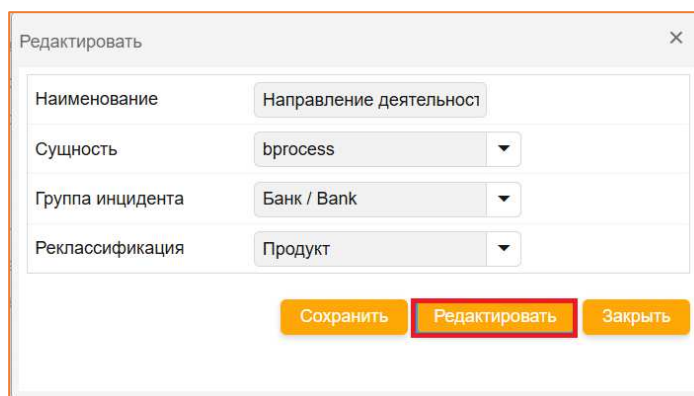 Редактировать
Наименование Направление деятельност
Сущность bprocess
Группа инцидента Банк / Bank
Реклассификация Продукт
Сохранить Редактировать Закрыть